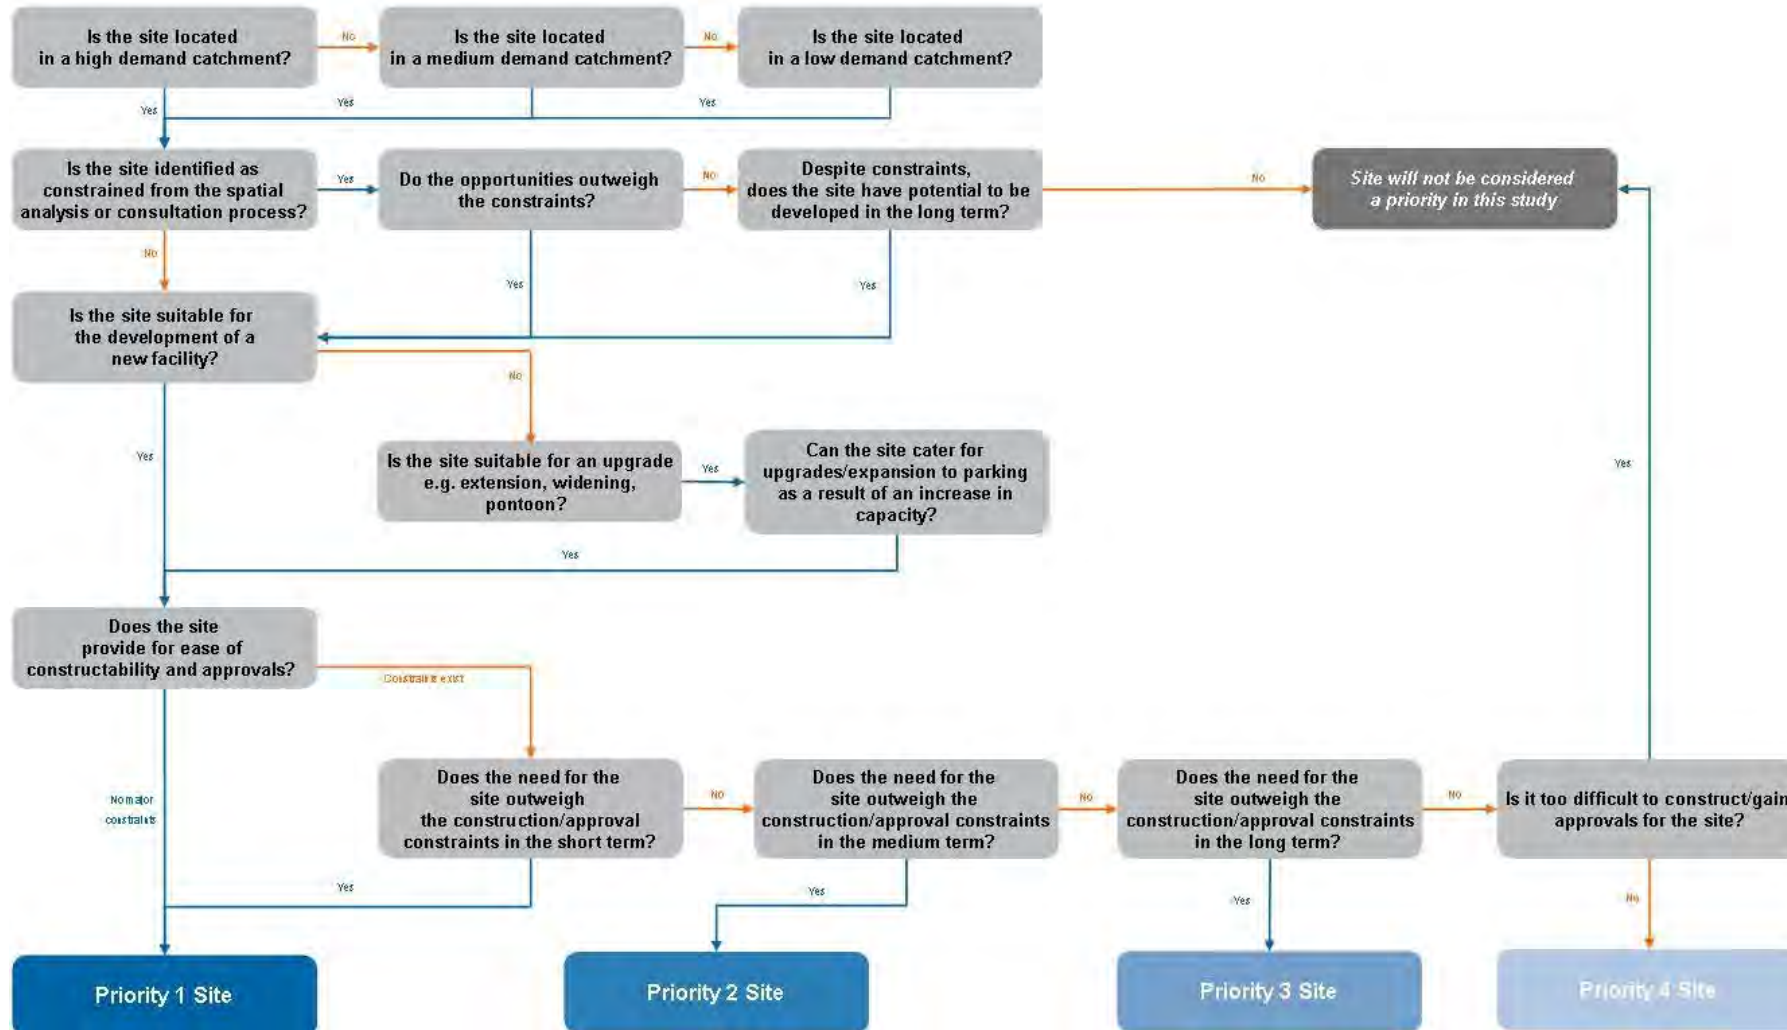 Is the site located
in a high demand catchment?
No
Is the site located
in a medium demand catchment?
No
Is the site located
in a low demand catchment?
Yes
Yes
Yes
Is the site identified as
constrained from the spatial
analysis or consultation process?
Yes
Do the opportunities outweigh
the constraints?
No
Despite constraints,
does the site have potential to be
developed in the long term?
No
Site will not be considered
a priority in this study
No
Yes
Yes
Is the site suitable for
the development of a
new facility?
No
Yes
Is the site suitable for an upgrade
e.g. extension, widening,
pontoon?
Yes
Can the site cater for
upgrades/expansion to parking
as a result of an increase in
capacity?
Yes
Yes
Does the site
provide for ease of
constructability and approvals?
Constraints exist
No major
constraints
Does the need for the
site outweigh
the construction/approval
constraints in the short term?
No
Does the need for the
site outweigh the
construction/approval constraints
in the medium term?
No
Does the need for the
site outweigh the
construction/approval constraints
in the long term?
No
Is it too difficult to construct/gain
approvals for the site?
Yes
Yes
Yes
No
Priority 1 Site
Priority 2 Site
Priority 3 Site
Priority 4 Site